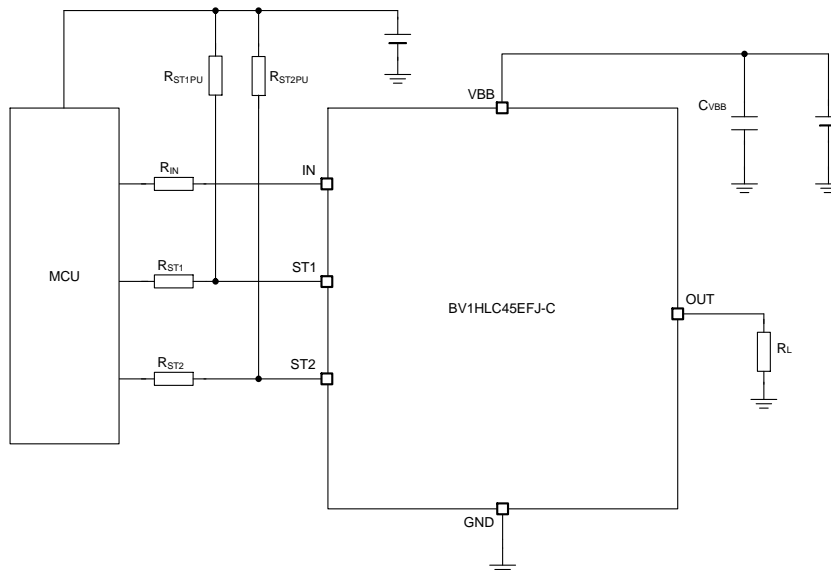 RST1PU
RST2PU
VBB
CVBB
RIN
IN
MCU
RST1
ST1
BV1HLC45EFJ-C
OUT
RL
RST2
ST2
GND